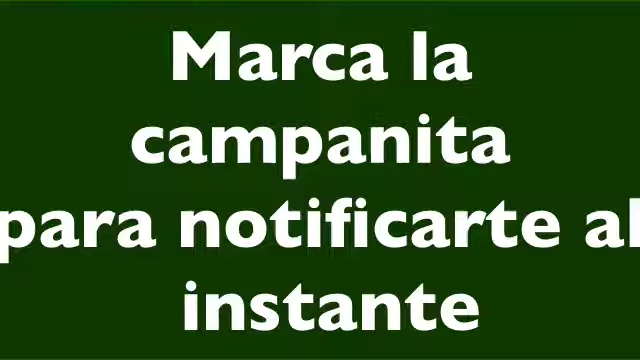 Marca la
campanita
para notificarte al
instante